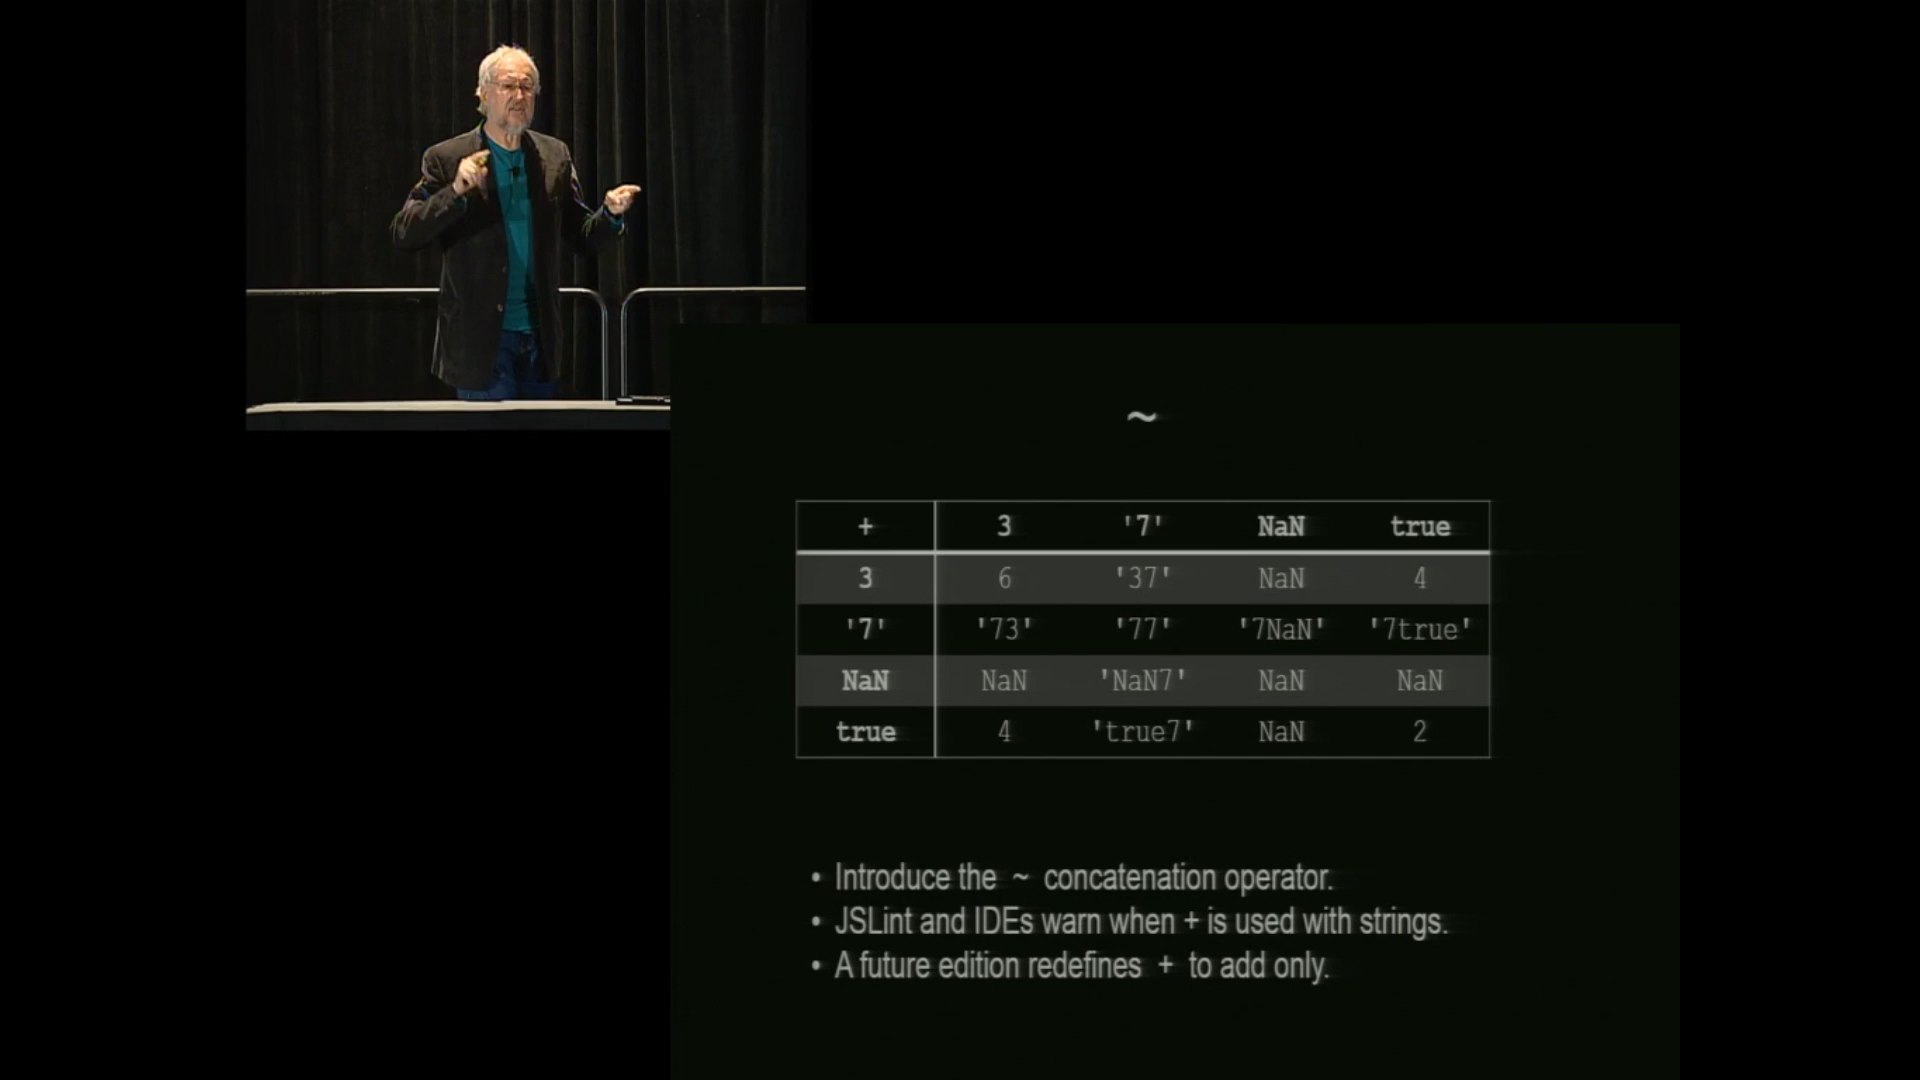 ~
+ 3 '7' NaN true
3 6 '37' NaN 4
'7' '73' '77' '7NaN' '7true'
NaN NaN 'NaN7' NaN NaN
true 4 'true7' NaN 2
• Introduce the ~ concatenation operator.
• JSLint and IDEs warn when + is used with strings.
• A future edition redefines + to add only.